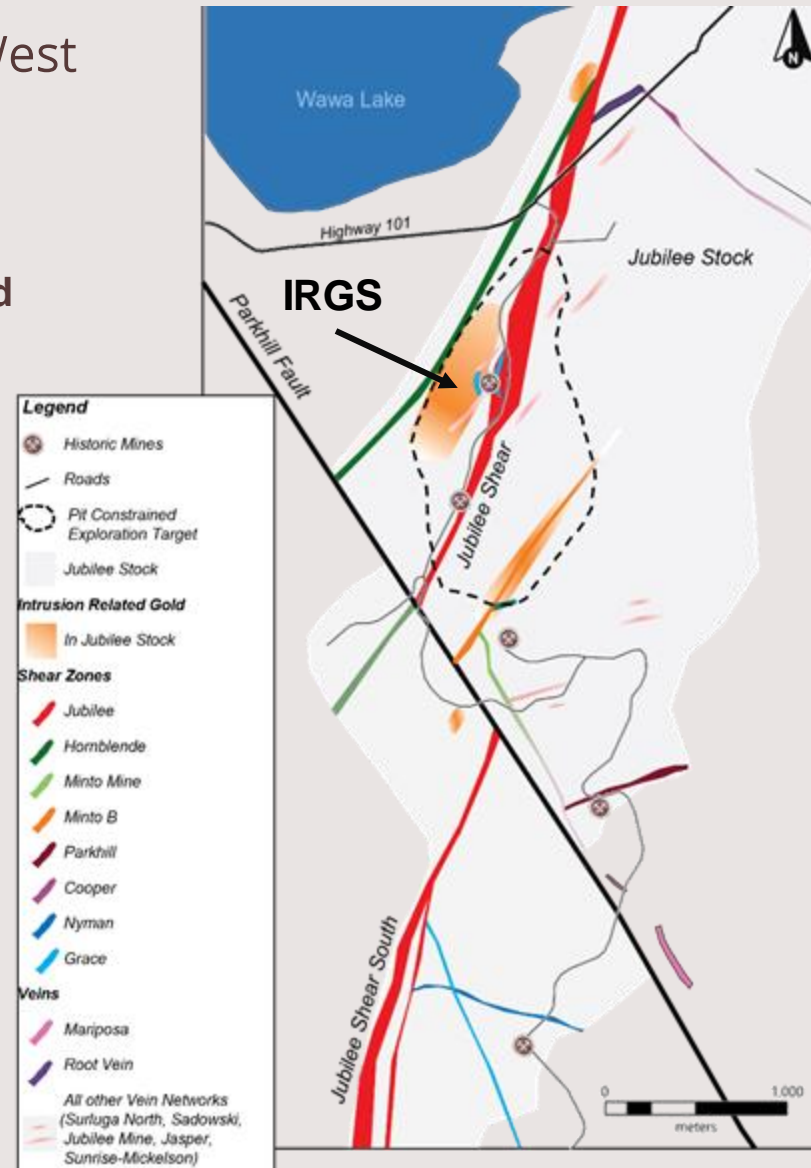 Wawa Lake
N
Highway 101
Jubilee Stock
IRGS
Parkhill Fault
Jubilee Shear
Jubilee Shear South
Legend
Historic Mines
Roads
Pit Constrained
Exploration Target
Jubilee Stock
Intrusion Related Gold
In Jubilee Stock
Shear Zones
Jubilee
Hornblende
Minto Mine
Minto B
Parkhill
Cooper
Nyman
Grace
Veins
Mariposa
Root Vein
All other Vein Networks
(Surluga North, Sadowski,
Jubilee Mine, Jasper,
Sunrise-Mickelson)
0 1,000
meters